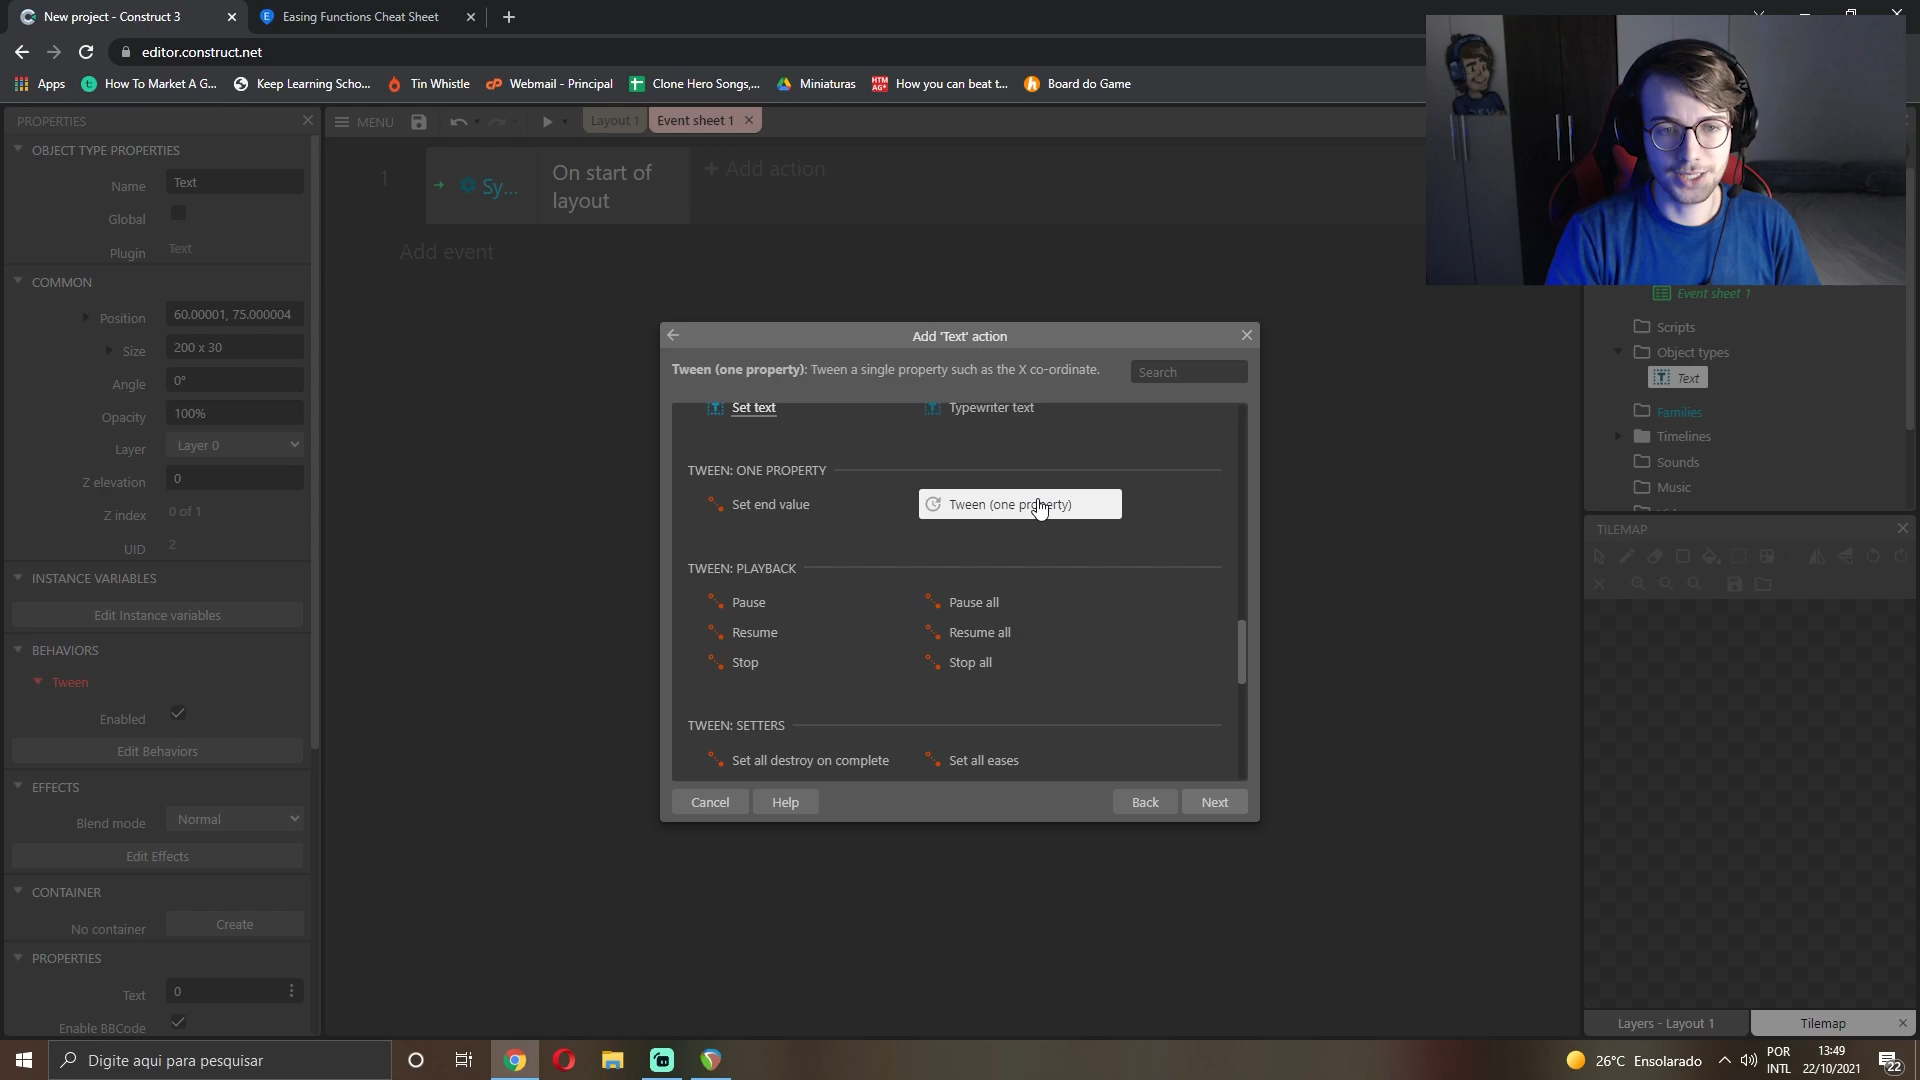 New project - Construct 3
Easing Functions Cheat Sheet
editor.construct.net
Apps
How To Market A G...
Keep Learning Scho...
Tin Whistle
Webmail - Principal
Clone Hero Songs,...
Miniaturas
How you can beat t...
Board do Game
PROPERTIES
MENU
Layout 1
Event sheet 1
OBJECT TYPE PROPERTIES
Name Text
Global
Plugin Text
COMMON
Position 60.00001, 75.000004
Size 200 x 30
Angle 0°
Opacity 100%
Layer Layer 0
Z elevation 0
Z index 0 of 1
UID 2
INSTANCE VARIABLES
Edit Instance variables
BEHAVIORS
Tween
Enabled
Edit Behaviors
EFFECTS
Blend mode Normal
Edit Effects
CONTAINER
No container Create
PROPERTIES
Text 0
Enable BBCode
1
Sy...
On start of
layout
+ Add action
Add event
Add 'Text' action
Tween (one property): Tween a single property such as the X co-ordinate.
Search
Set text Typewriter text
TWEEN: ONE PROPERTY
Set end value Tween (one property)
TWEEN: PLAYBACK
Pause Pause all
Resume Resume all
Stop Stop all
TWEEN: SETTERS
Set all destroy on complete Set all eases
Cancel Help Back Next
Event sheet 1
Scripts
Object types
Text
Families
Timelines
Sounds
Music
TILEMAP
Layers - Layout 1 Tilemap
Digite aqui para pesquisar
26°C Ensolarado
POR
INTL
13:49
22/10/2021
22